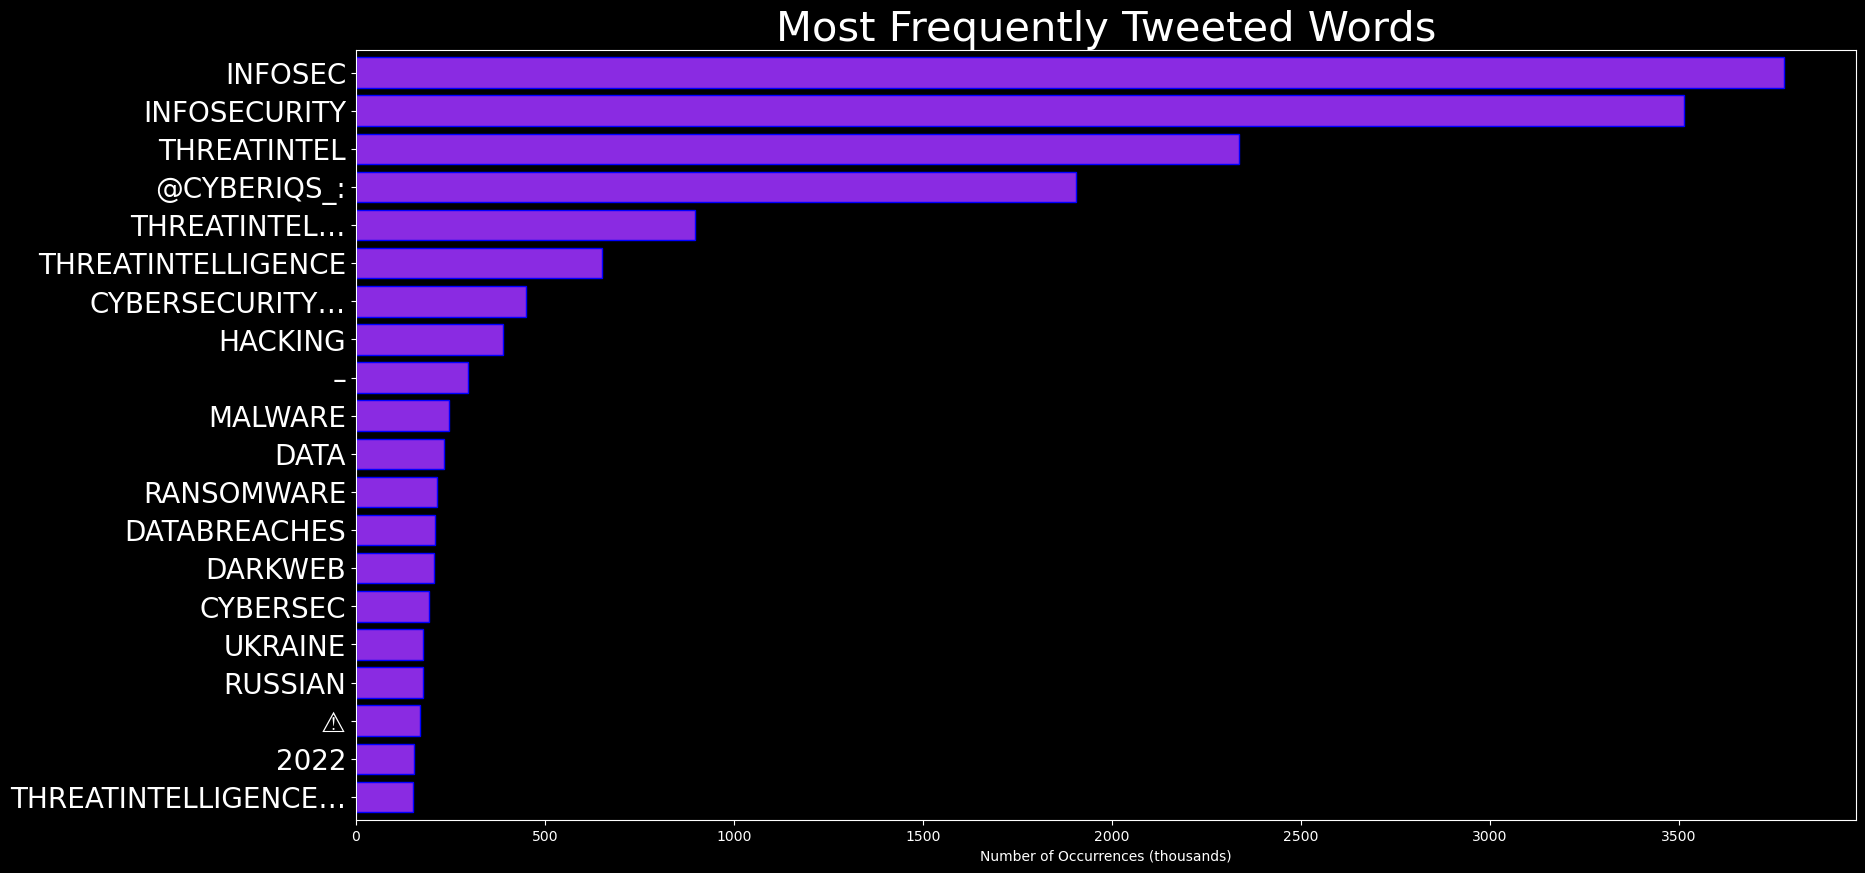 Most Frequently Tweeted Words
INFOSEC
INFOSECURITY
THREATINTEL
@CYBERIQS_:
THREATINTEL…
THREATINTELLIGENCE
CYBERSECURITY…
HACKING
–
MALWARE
DATA
RANSOMWARE
DATABREACHES
DARKWEB
CYBERSEC
UKRAINE
RUSSIAN
⚠
2022
THREATINTELLIGENCE…
0 500 1000 1500 2000 2500 3000 3500
Number of Occurrences (thousands)